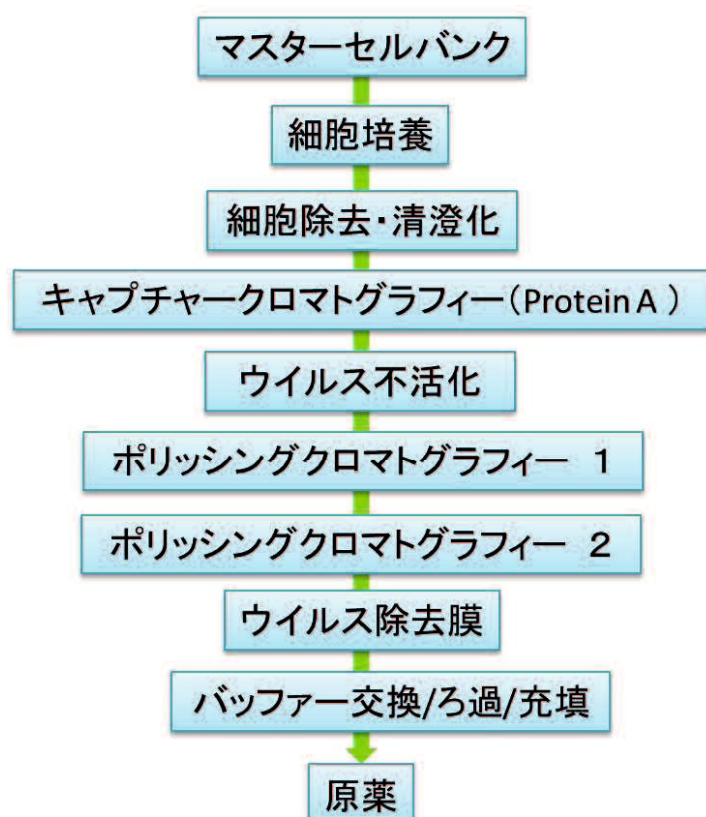 マスターセルバンク
細胞培養
細胞除去・清澄化
キャプチャークロマトグラフィー（Protein A ）
ウイルス不活化
ポリッシングクロマトグラフィー １
ポリッシングクロマトグラフィー ２
ウイルス除去膜
バッファー交換/ろ過/充填
原薬